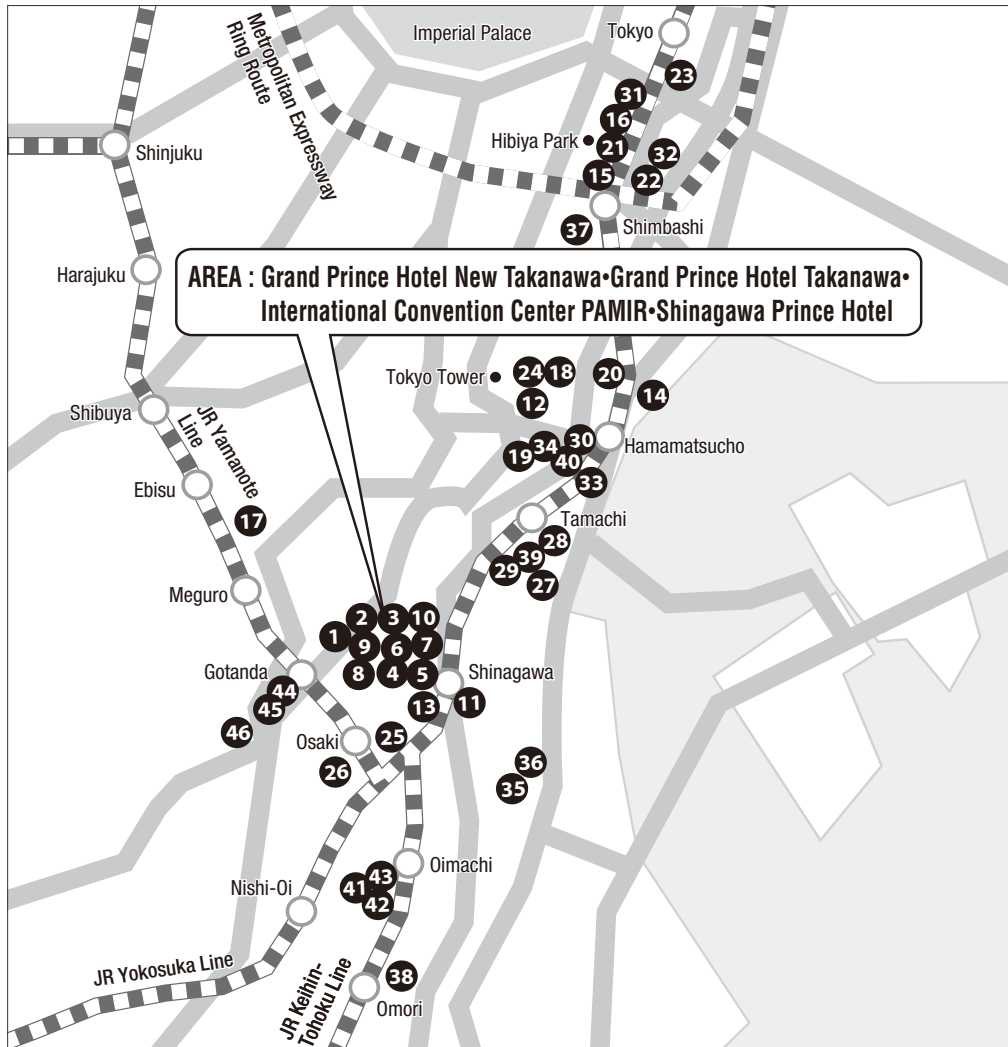 Imperial Palace
Tokyo
Metropolitan Expressway
Ring Route
23
31
16
Hibiya Park
21
32
Shinjuku
15
22
Shimbashi
37
Harajuku
AREA : Grand Prince Hotel New Takanawa•Grand Prince Hotel Takanawa•
International Convention Center PAMIR•Shinagawa Prince Hotel
Tokyo Tower
24
18
20
14
12
Shibuya
JR Yamanote
Line
34
30
Hamamatsucho
19
40
Ebisu
33
17
Tamachi
28
39
29
27
Meguro
2
3
10
1
9
6
7
Gotanda
8
4
5
Shinagawa
44
13
11
45
46
Osaki
25
26
36
35
Oimachi
43
41
42
Nishi-Oi
JR Yokosuka Line
38
Omori
JR Keihin-
Tohoku Line